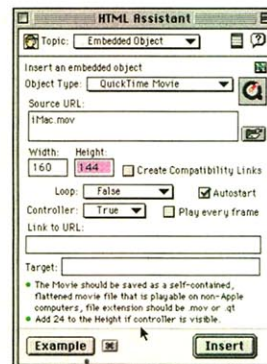 HTML Assistant
Topic: Embedded Object
Insert an embedded object
Object Type: QuickTime Movie
Source URL:
iMac.mov
Width: Height:
160 144 Create Compatibility Links
Loop: False Autostart
Controller: True Play every frame
Link to URL
Target:
• The Movie should be saved as a self-contained,
flattened movie file that is playable on non-Apple
computers, file extension should be .mov or .qt
• Add 24 to the Height if controller is visible.
Example Insert